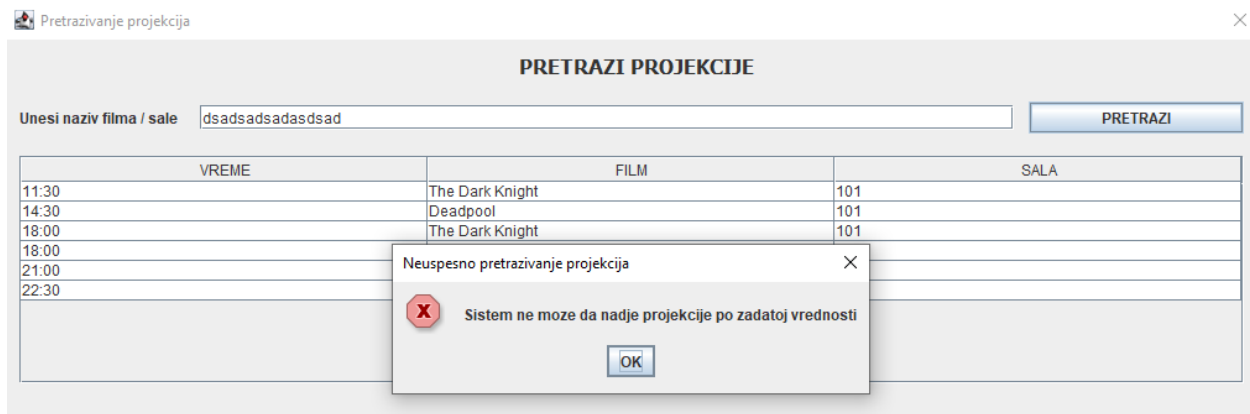 Pretrazivanje projekcija
PRETRAZI PROJEKCIJE
Unesi naziv filma / sale dsadsadsadasdsad PRETRAZI
VREME FILM SALA
11:30 The Dark Knight 101
14:30 Deadpool 101
18:00 The Dark Knight 101
18:00
21:00
22:30
Neuspesno pretrazivanje projekcija
Sistem ne moze da nadje projekcije po zadatoj vrednosti
OK